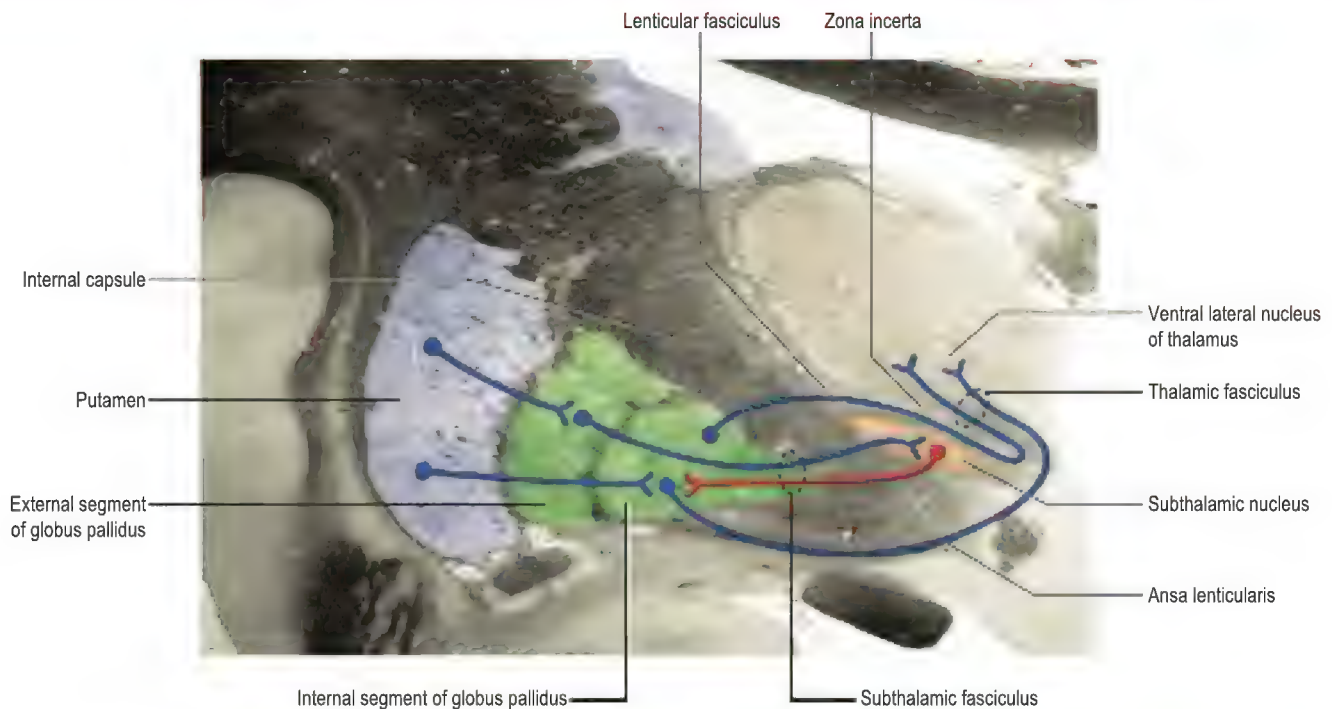 Lenticular fasciculus
Zona incerta
Internal capsule
Ventral lateral nucleus
of thalamus
Thalamic fasciculus
Putamen
External segment
of globus pallidus
Subthalamic nucleus
Ansa lenticularis
Internal segment of globus pallidus
Subthalamic fasciculus